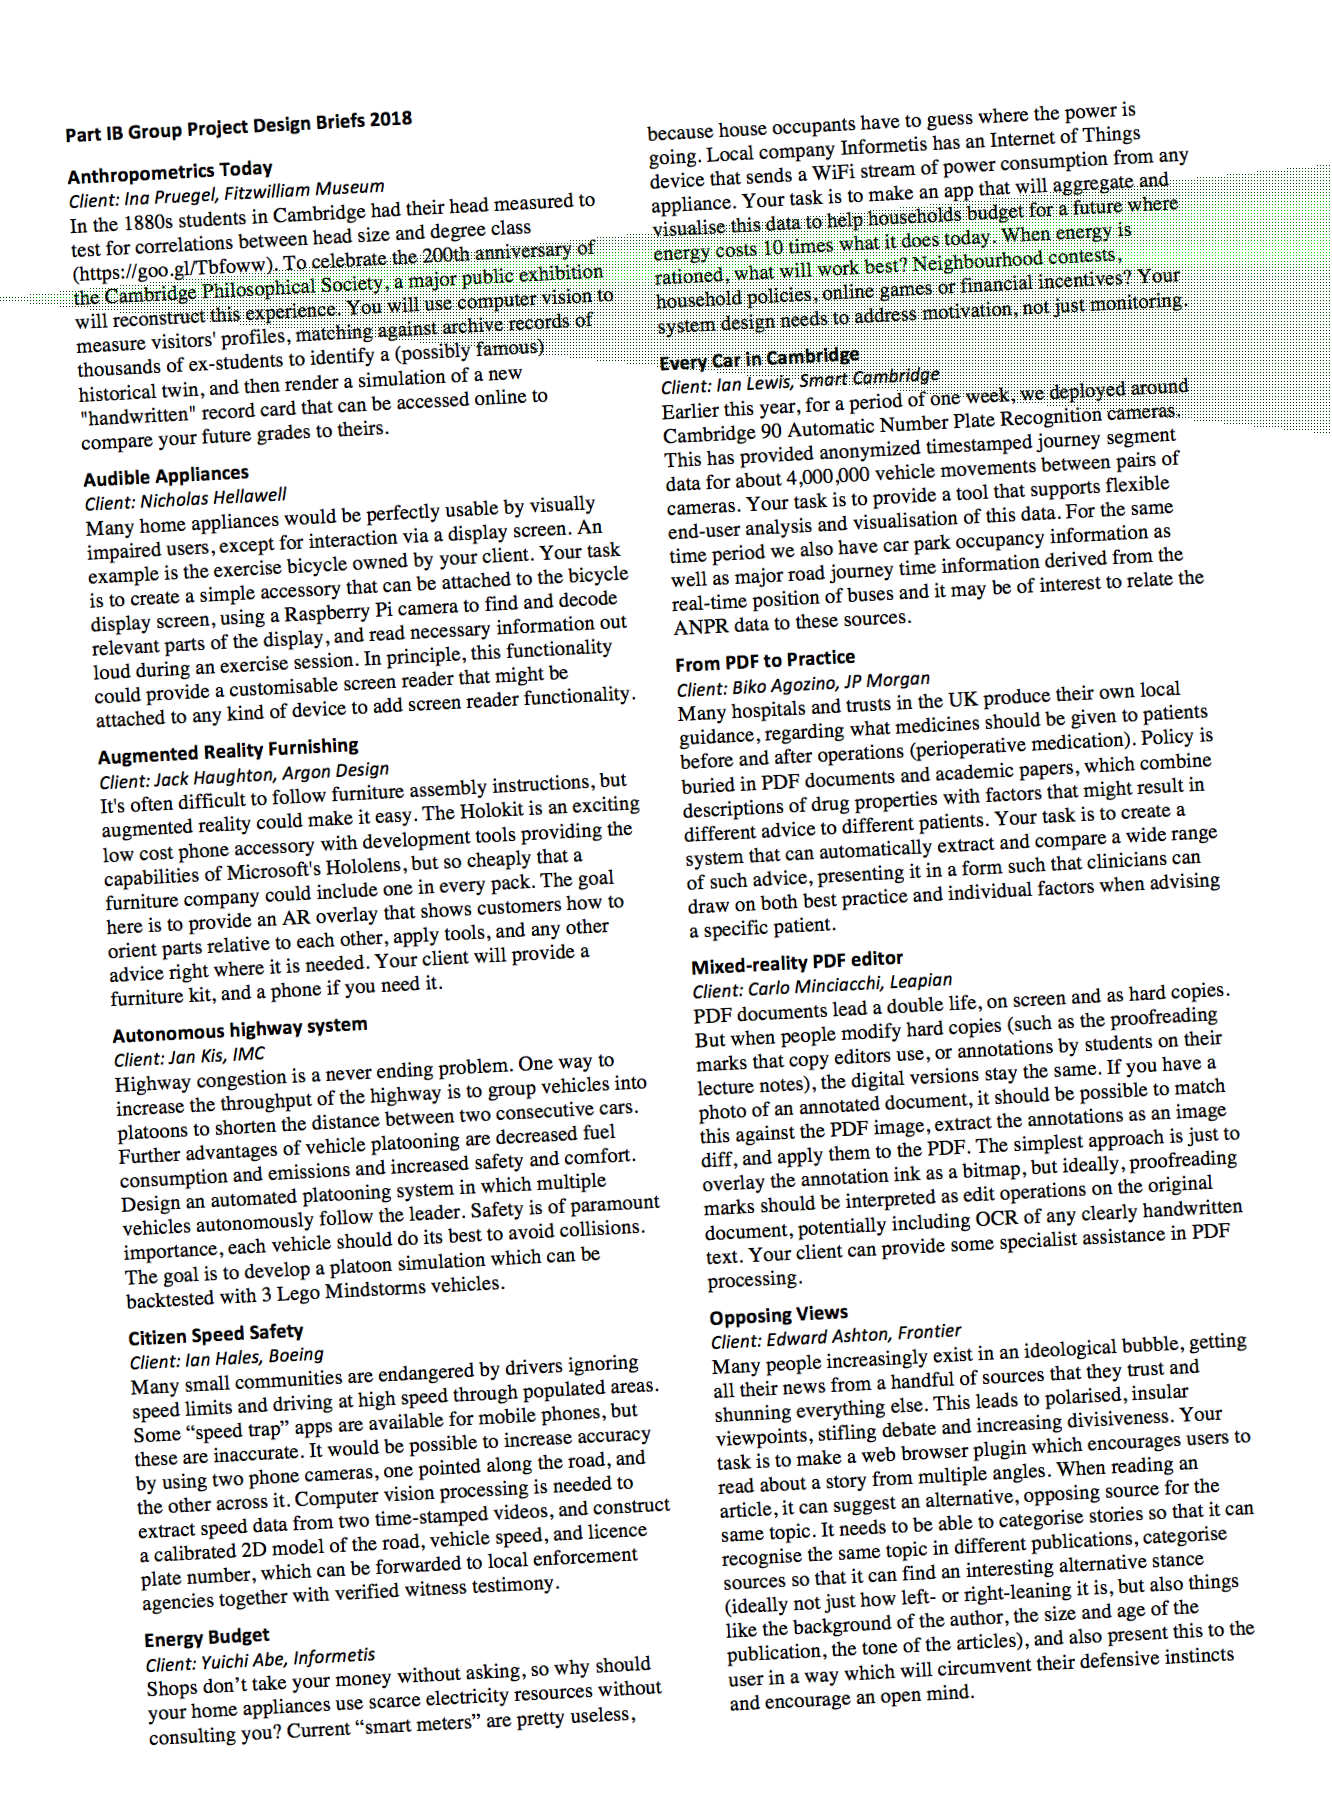 Part IB Group Project Design Briefs 2018
Anthropometrics Today
Client: Ina Pruegel, Fitzwilliam Museum
In the 1880s students in Cambridge had their head measured to
test for correlations between head size and degree class
(https://goo.gl/Tbfoww). To celebrate the 200th anniversary of
the Cambridge Philosophical Society, a major public exhibition
will reconstruct this experience. You will use computer vision to
measure visitors' profiles, matching against archive records of
thousands of ex-students to identify a (possibly famous)
historical twin, and then render a simulation of a new
"handwritten" record card that can be accessed online to
compare your future grades to theirs.
Audible Appliances
Client: Nicholas Hellawell
Many home appliances would be perfectly usable by visually
impaired users, except for interaction via a display screen. An
example is the exercise bicycle owned by your client. Your task
is to create a simple accessory that can be attached to the bicycle
display screen, using a Raspberry Pi camera to find and decode
relevant parts of the display, and read necessary information out
loud during an exercise session. In principle, this functionality
could provide a customisable screen reader that might be
attached to any kind of device to add screen reader functionality.
Augmented Reality Furnishing
Client: Jack Haughton, Argon Design
It's often difficult to follow furniture assembly instructions, but
augmented reality could make it easy. The Holokit is an exciting
low cost phone accessory with development tools providing the
capabilities of Microsoft's Hololens, but so cheaply that a
furniture company could include one in every pack. The goal
here is to provide an AR overlay that shows customers how to
orient parts relative to each other, apply tools, and any other
advice right where it is needed. Your client will provide a
furniture kit, and a phone if you need it.
Autonomous highway system
Client: Jan Kis, IMC
Highway congestion is a never ending problem. One way to
increase the throughput of the highway is to group vehicles into
platoons to shorten the distance between two consecutive cars.
Further advantages of vehicle platooning are decreased fuel
consumption and emissions and increased safety and comfort.
Design an automated platooning system in which multiple
vehicles autonomously follow the leader. Safety is of paramount
importance, each vehicle should do its best to avoid collisions.
The goal is to develop a platoon simulation which can be
backtested with 3 Lego Mindstorms vehicles.
Citizen Speed Safety
Client: Ian Hales, Boeing
Many small communities are endangered by drivers ignoring
speed limits and driving at high speed through populated areas.
Some “speed trap” apps are available for mobile phones, but
these are inaccurate. It would be possible to increase accuracy
by using two phone cameras, one pointed along the road, and
the other across it. Computer vision processing is needed to
extract speed data from two time-stamped videos, and construct
a calibrated 2D model of the road, vehicle speed, and licence
plate number, which can be forwarded to local enforcement
agencies together with verified witness testimony.
Energy Budget
Client: Yuichi Abe, Informetis
Shops don’t take your money without asking, so why should
your home appliances use scarce electricity resources without
consulting you? Current “smart meters” are pretty useless,
because house occupants have to guess where the power is
going. Local company Informetis has an Internet of Things
device that sends a WiFi stream of power consumption from any
appliance. Your task is to make an app that will aggregate and
visualise this data to help households budget for a future where
energy costs 10 times what it does today. When energy is
rationed, what will work best? Neighbourhood contests,
household policies, online games or financial incentives? Your
system design needs to address motivation, not just monitoring.
Every Car in Cambridge
Client: Ian Lewis, Smart Cambridge
Earlier this year, for a period of one week, we deployed around
Cambridge 90 Automatic Number Plate Recognition cameras.
This has provided anonymized timestamped journey segment
data for about 4,000,000 vehicle movements between pairs of
cameras. Your task is to provide a tool that supports flexible
end-user analysis and visualisation of this data. For the same
time period we also have car park occupancy information as
well as major road journey time information derived from the
real-time position of buses and it may be of interest to relate the
ANPR data to these sources.
From PDF to Practice
Client: Biko Agozino, JP Morgan
Many hospitals and trusts in the UK produce their own local
guidance, regarding what medicines should be given to patients
before and after operations (perioperative medication). Policy is
buried in PDF documents and academic papers, which combine
descriptions of drug properties with factors that might result in
different advice to different patients. Your task is to create a
system that can automatically extract and compare a wide range
of such advice, presenting it in a form such that clinicians can
draw on both best practice and individual factors when advising
a specific patient.
Mixed-reality PDF editor
Client: Carlo Minciacchi, Leapian
PDF documents lead a double life, on screen and as hard copies.
But when people modify hard copies (such as the proofreading
marks that copy editors use, or annotations by students on their
lecture notes), the digital versions stay the same. If you have a
photo of an annotated document, it should be possible to match
this against the PDF image, extract the annotations as an image
diff, and apply them to the PDF. The simplest approach is just to
overlay the annotation ink as a bitmap, but ideally, proofreading
marks should be interpreted as edit operations on the original
document, potentially including OCR of any clearly handwritten
text. Your client can provide some specialist assistance in PDF
processing.
Opposing Views
Client: Edward Ashton, Frontier
Many people increasingly exist in an ideological bubble, getting
all their news from a handful of sources that they trust and
shunning everything else. This leads to polarised, insular
viewpoints, stifling debate and increasing divisiveness. Your
task is to make a web browser plugin which encourages users to
read about a story from multiple angles. When reading an
article, it can suggest an alternative, opposing source for the
same topic. It needs to be able to categorise stories so that it can
recognise the same topic in different publications, categorise
sources so that it can find an interesting alternative stance
(ideally not just how left- or right-leaning it is, but also things
like the background of the author, the size and age of the
publication, the tone of the articles), and also present this to the
user in a way which will circumvent their defensive instincts
and encourage an open mind.